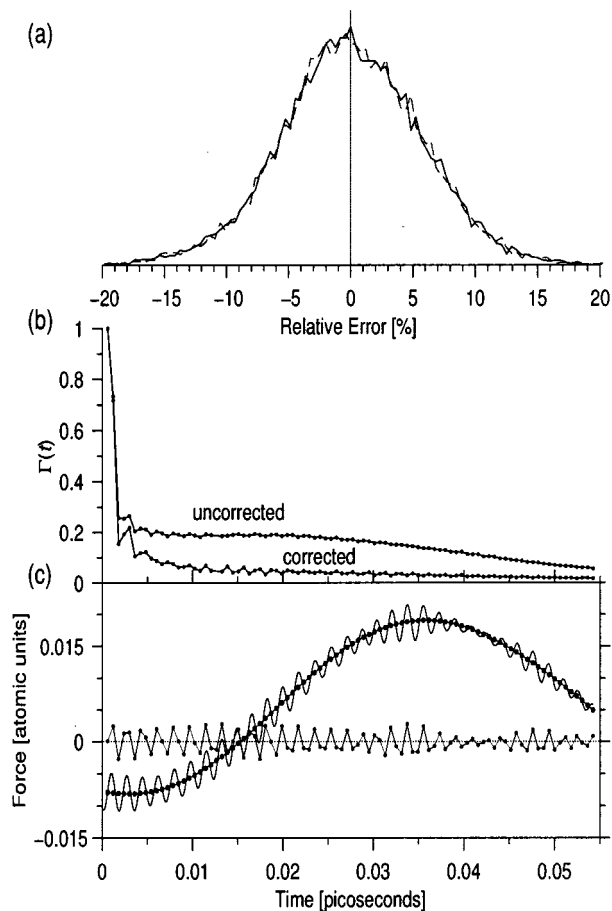 (a)
−20 −15 −10 −5 0 5 10 15 20
Relative Error [%]
(b)
1
0.8
0.6
0.4
0.2
0
Γ(t)
uncorrected
corrected
(c)
0.015
0
−0.015
Force [atomic units]
0 0.01 0.02 0.03 0.04 0.05
Time [picoseconds]